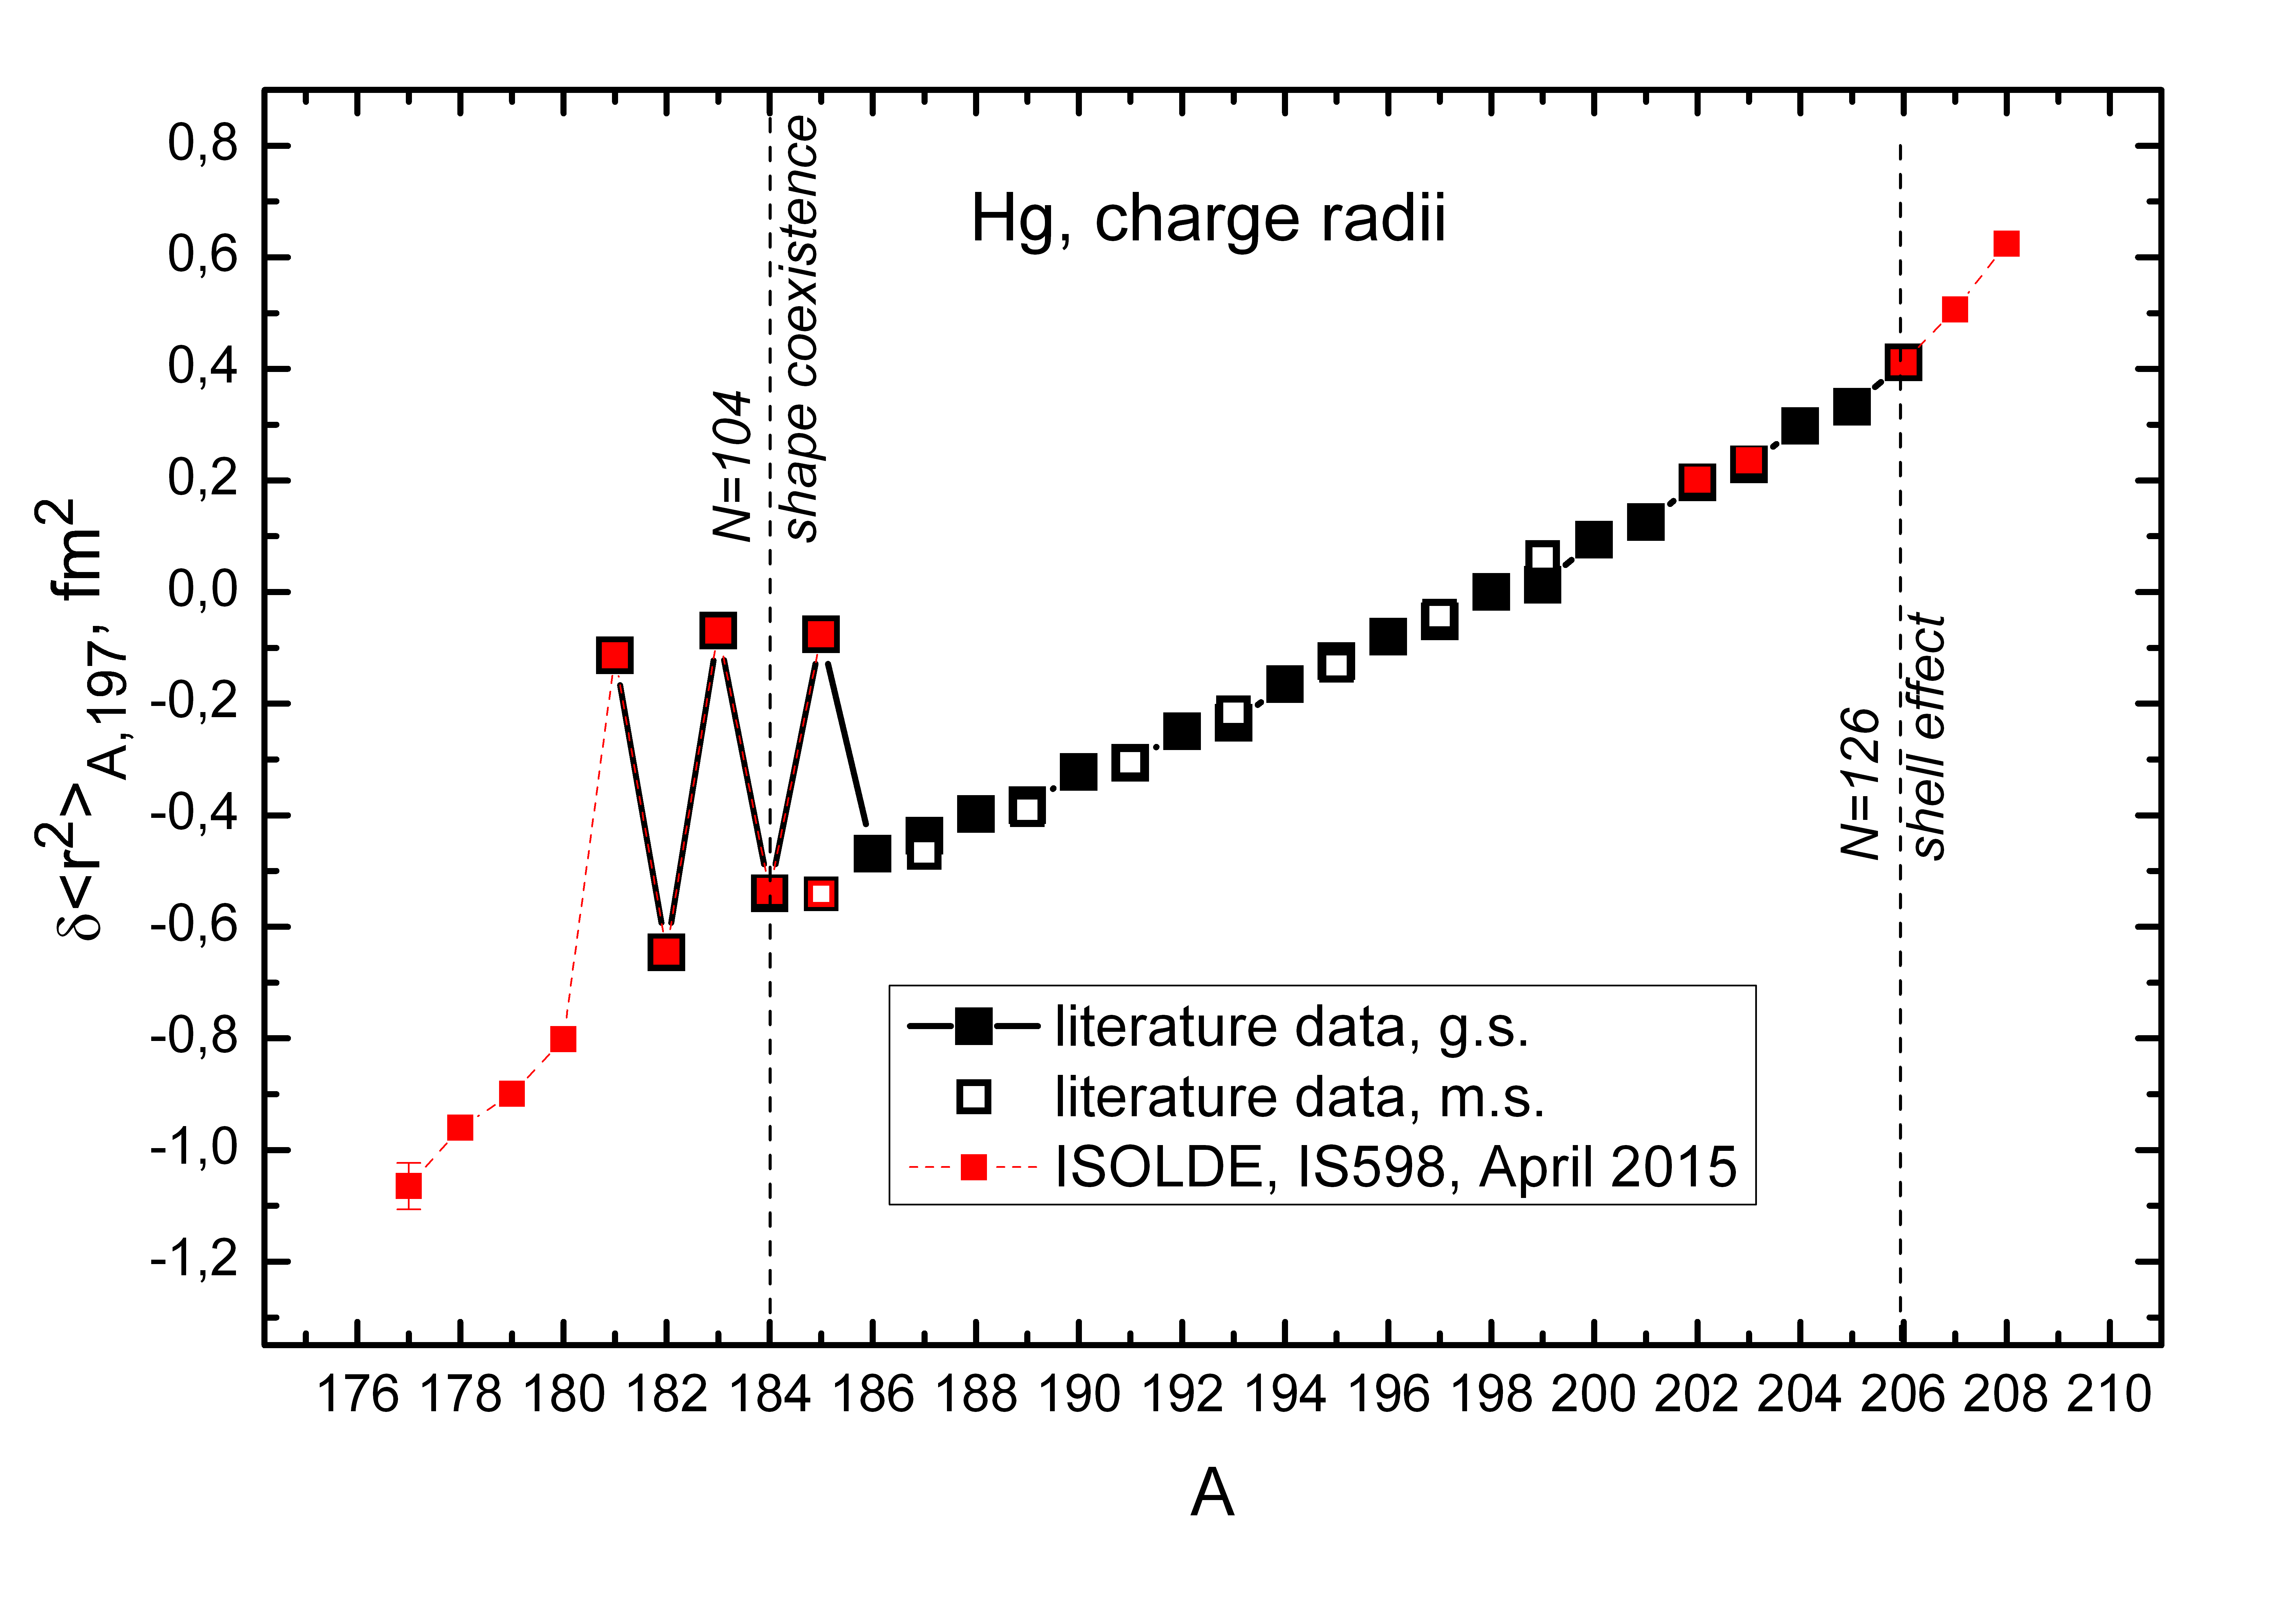 Hg, charge radii
0,8
0,6
0,4
0,2
0,0
-0,2
-0,4
-0,6
-0,8
-1,0
-1,2
δ<r²>A,197, fm²
N=104
shape coexistence
N=126
shell effect
literature data, g.s.
literature data, m.s.
ISOLDE, IS598, April 2015
176 178 180 182 184 186 188 190 192 194 196 198 200 202 204 206 208 210
A